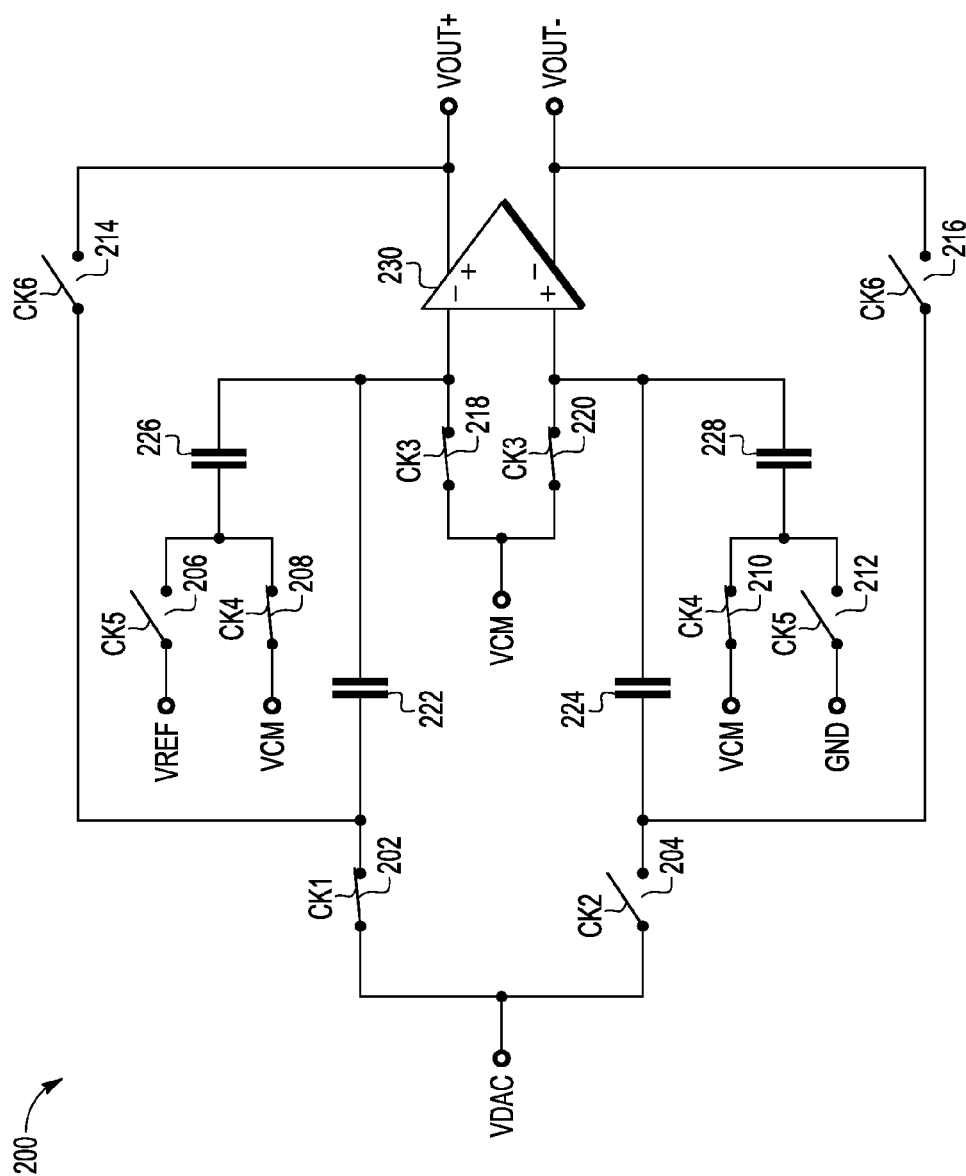 200
CK6
214
VOUT+
CK5
206
226
VREF
CK4
208
VCM
230
222
CK1
202
CK3
218
-
+
VDAC
VCM
CK3
220
+
-
VOUT-
CK2
204
224
CK4
210
228
VCM
CK5
212
GND
CK6
216